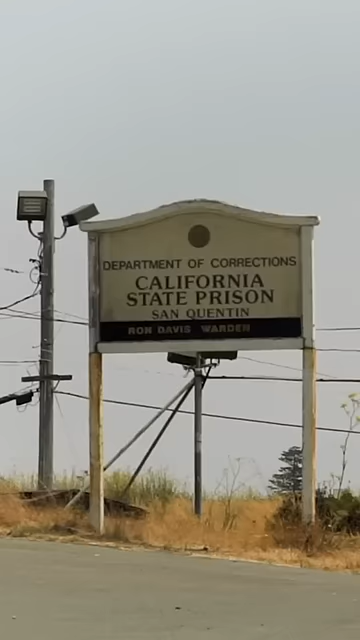 DEPARTMENT OF CORRECTIONS
CALIFORNIA
STATE PRISON
SAN QUENTIN
RON DAVIS WARDEN